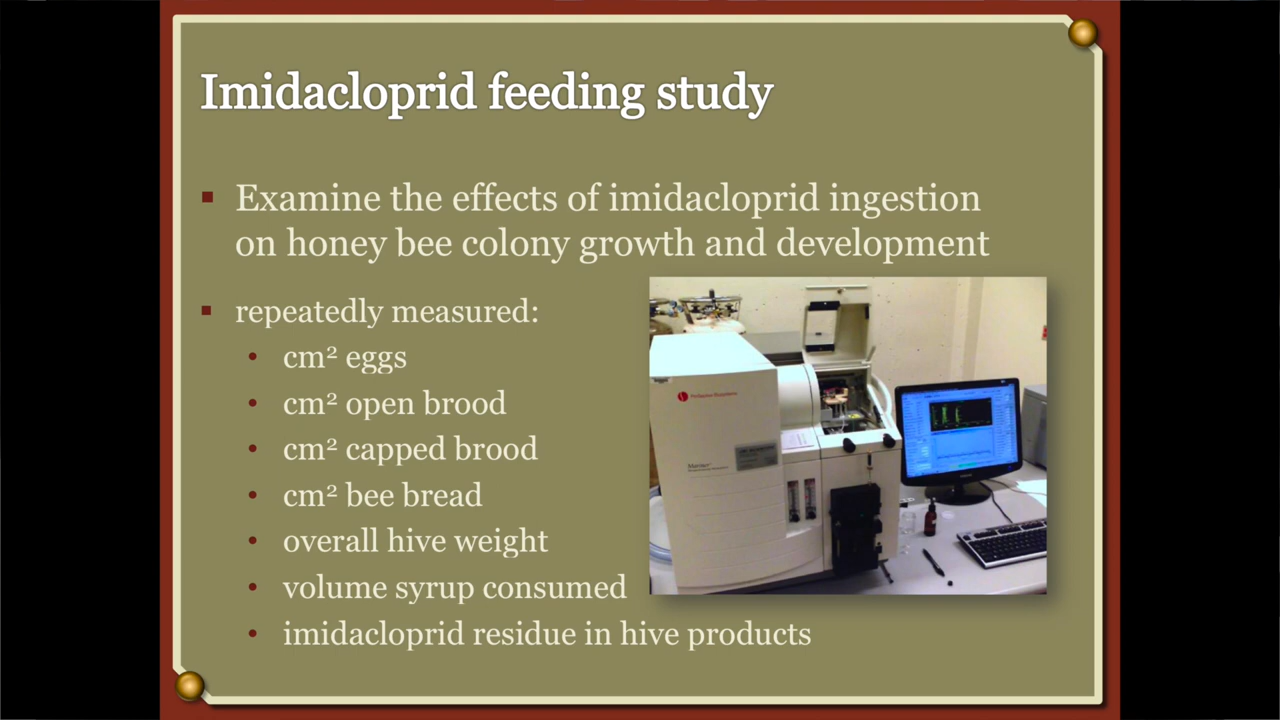 Imidacloprid feeding study
Examine the effects of imidacloprid ingestion
on honey bee colony growth and development
repeatedly measured:
cm² eggs
cm² open brood
cm² capped brood
cm² bee bread
overall hive weight
volume syrup consumed
imidacloprid residue in hive products